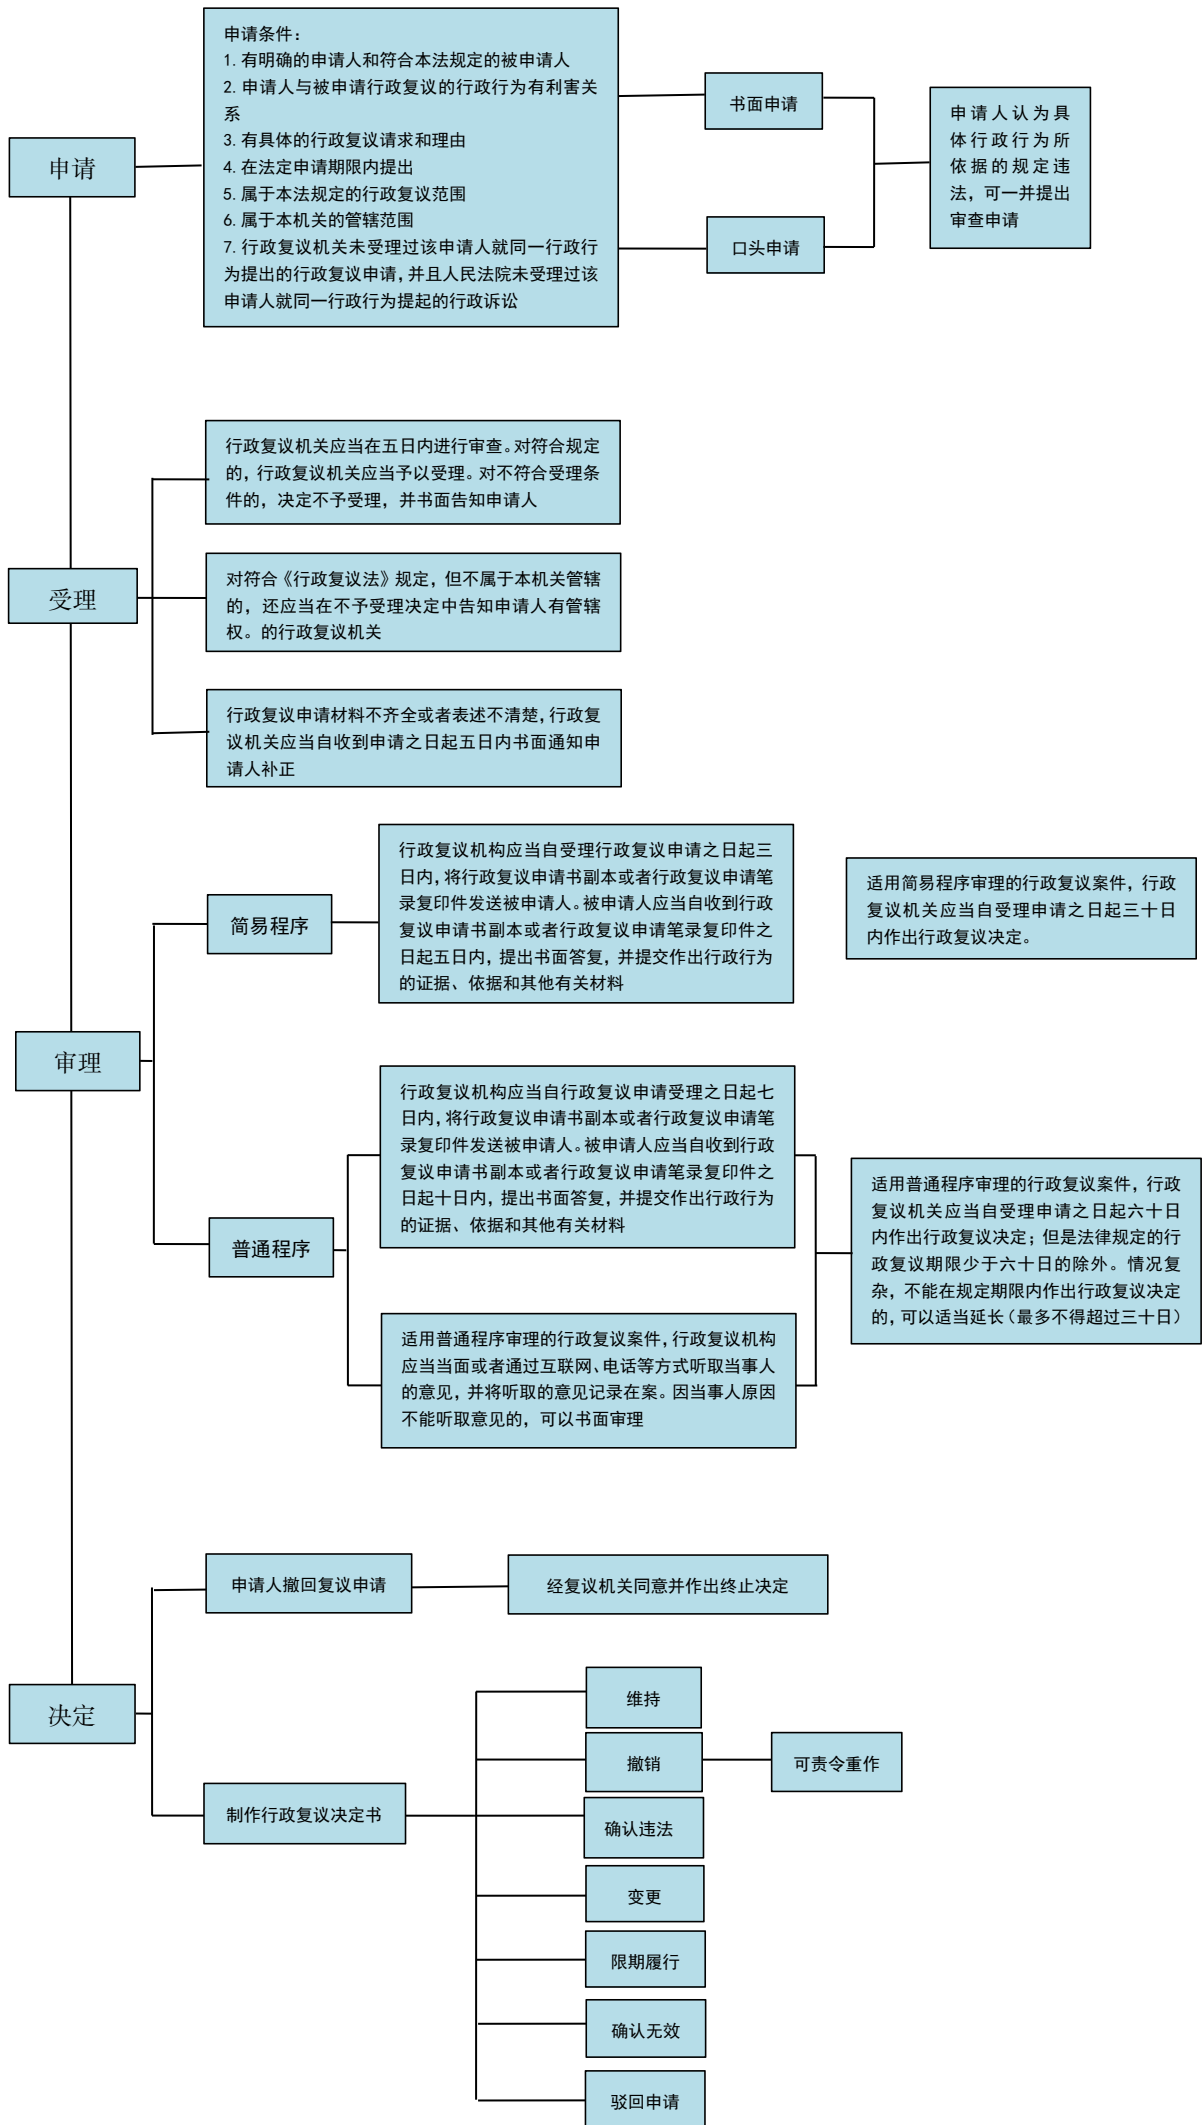 申请
申请条件：
1. 有明确的申请人和符合本法规定的被申请人
2. 申请人与被申请行政复议的行政行为有利害关
系
3. 有具体的行政复议请求和理由
4. 在法定申请期限内提出
5. 属于本法规定的行政复议范围
6. 属于本机关的管辖范围
7. 行政复议机关未受理过该申请人就同一行政行
为提出的行政复议申请，并且人民法院未受理过该
申请人就同一行政行为提起的行政诉讼
书面申请
口头申请
申请人认为具
体行政行为所
依据的规定违
法，可一并提出
审查申请
受理
行政复议机关应当在五日内进行审查。对符合规定
的，行政复议机关应当予以受理。对不符合受理条
件的，决定不予受理，并书面告知申请人
对符合《行政复议法》规定，但不属于本机关管辖
的，还应当在不予受理决定中告知申请人有管辖
权。的行政复议机关
行政复议申请材料不齐全或者表述不清楚，行政复
议机关应当自收到申请之日起五日内书面通知申
请人补正
审理
简易程序
行政复议机构应当自受理行政复议申请之日起三
日内，将行政复议申请书副本或者行政复议申请笔
录复印件发送被申请人。被申请人应当自收到行政
复议申请书副本或者行政复议申请笔录复印件之
日起五日内，提出书面答复，并提交作出行政行为
的证据、依据和其他有关材料
适用简易程序审理的行政复议案件，行政
复议机关应当自受理申请之日起三十日
内作出行政复议决定。
普通程序
行政复议机构应当自行政复议申请受理之日起七
日内，将行政复议申请书副本或者行政复议申请笔
录复印件发送被申请人。被申请人应当自收到行政
复议申请书副本或者行政复议申请笔录复印件之
日起十日内，提出书面答复，并提交作出行政行为
的证据、依据和其他有关材料
适用普通程序审理的行政复议案件，行政复议机构
应当当面或者通过互联网、电话等方式听取当事人
的意见，并将听取的意见记录在案。因当事人原因
不能听取意见的，可以书面审理
适用普通程序审理的行政复议案件，行政
复议机关应当自受理申请之日起六十日
内作出行政复议决定；但是法律规定的行
政复议期限少于六十日的除外。情况复
杂，不能在规定期限内作出行政复议决定
的，可以适当延长（最多不得超过三十日）
决定
申请人撤回复议申请
经复议机关同意并作出终止决定
制作行政复议决定书
维持
撤销
可责令重作
确认违法
变更
限期履行
确认无效
驳回申请